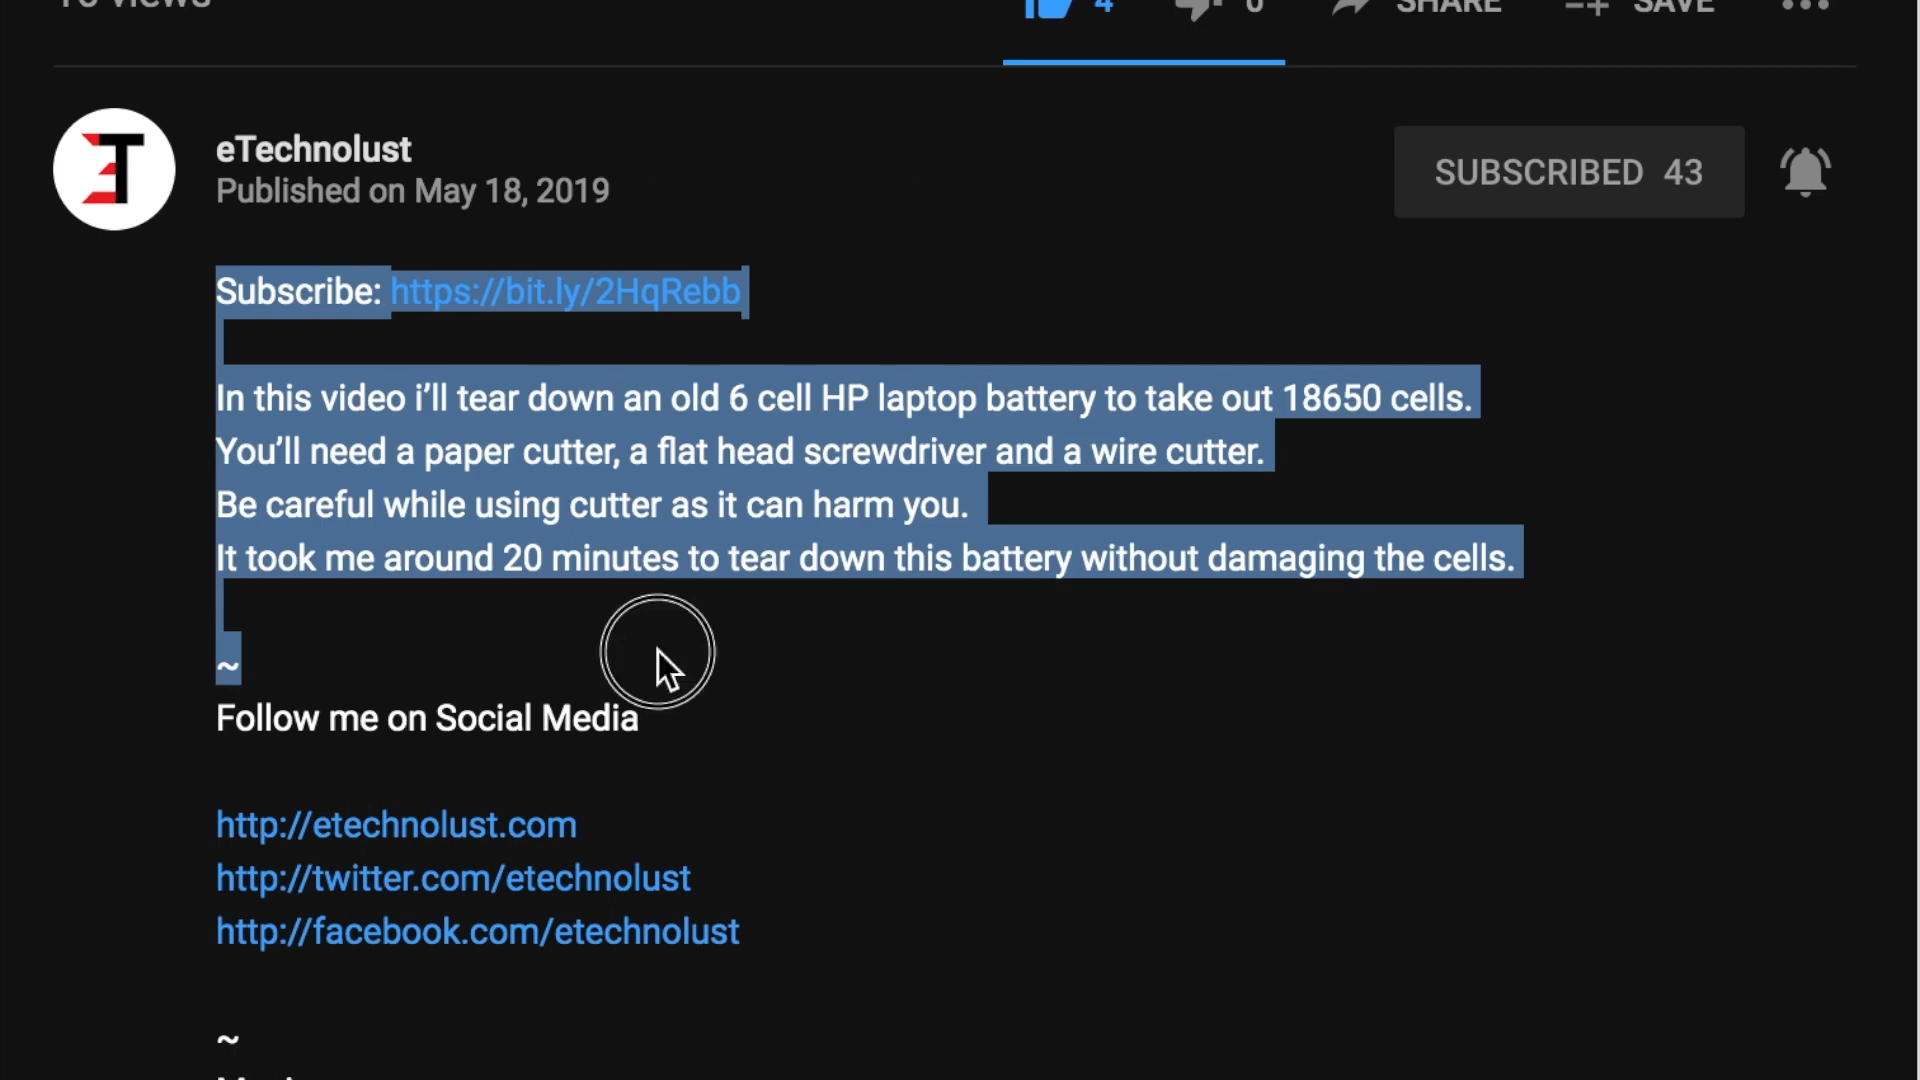 4 0 SHARE SAVE
eTechnolust
Published on May 18, 2019
SUBSCRIBED 43
Subscribe: https://bit.ly/2HqRebb
In this video i’ll tear down an old 6 cell HP laptop battery to take out 18650 cells.
You’ll need a paper cutter, a flat head screwdriver and a wire cutter.
Be careful while using cutter as it can harm you.
It took me around 20 minutes to tear down this battery without damaging the cells.
~
Follow me on Social Media
http://etechnolust.com
http://twitter.com/etechnolust
http://facebook.com/etechnolust
~